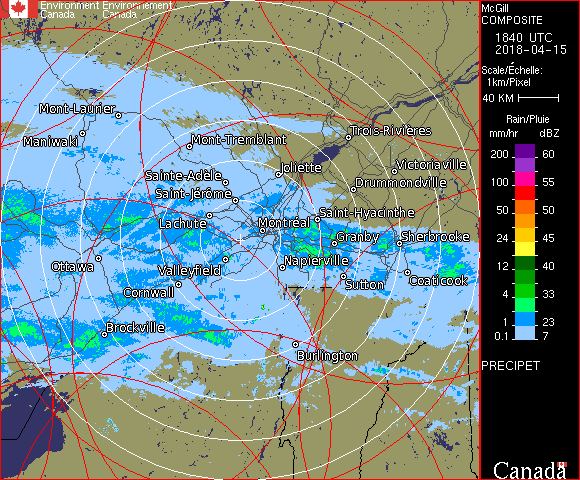 Environment Environnement
Canada Canada
McGill
COMPOSITE
1840 UTC
2018-04-15
Scale/Échelle:
1km/Pixel
40 KM
Rain/Pluie
mm/hr dBZ
200 60
100 55
50 50
24 45
12 40
4 33
1 23
0.1 7
PRECIPET
Canada
Mont-Laurier
Maniwaki
Mont-Tremblant
Trois-Rivières
Sainte-Adèle
Joliette
Victoriaville
Saint-Jérôme
Drummondville
Lachute
Montréal
Saint-Hyacinthe
Granby
Sherbrooke
Ottawa
Valleyfield
Napierville
Cornwall
Sutton
Coaticook
Brockville
Burlington